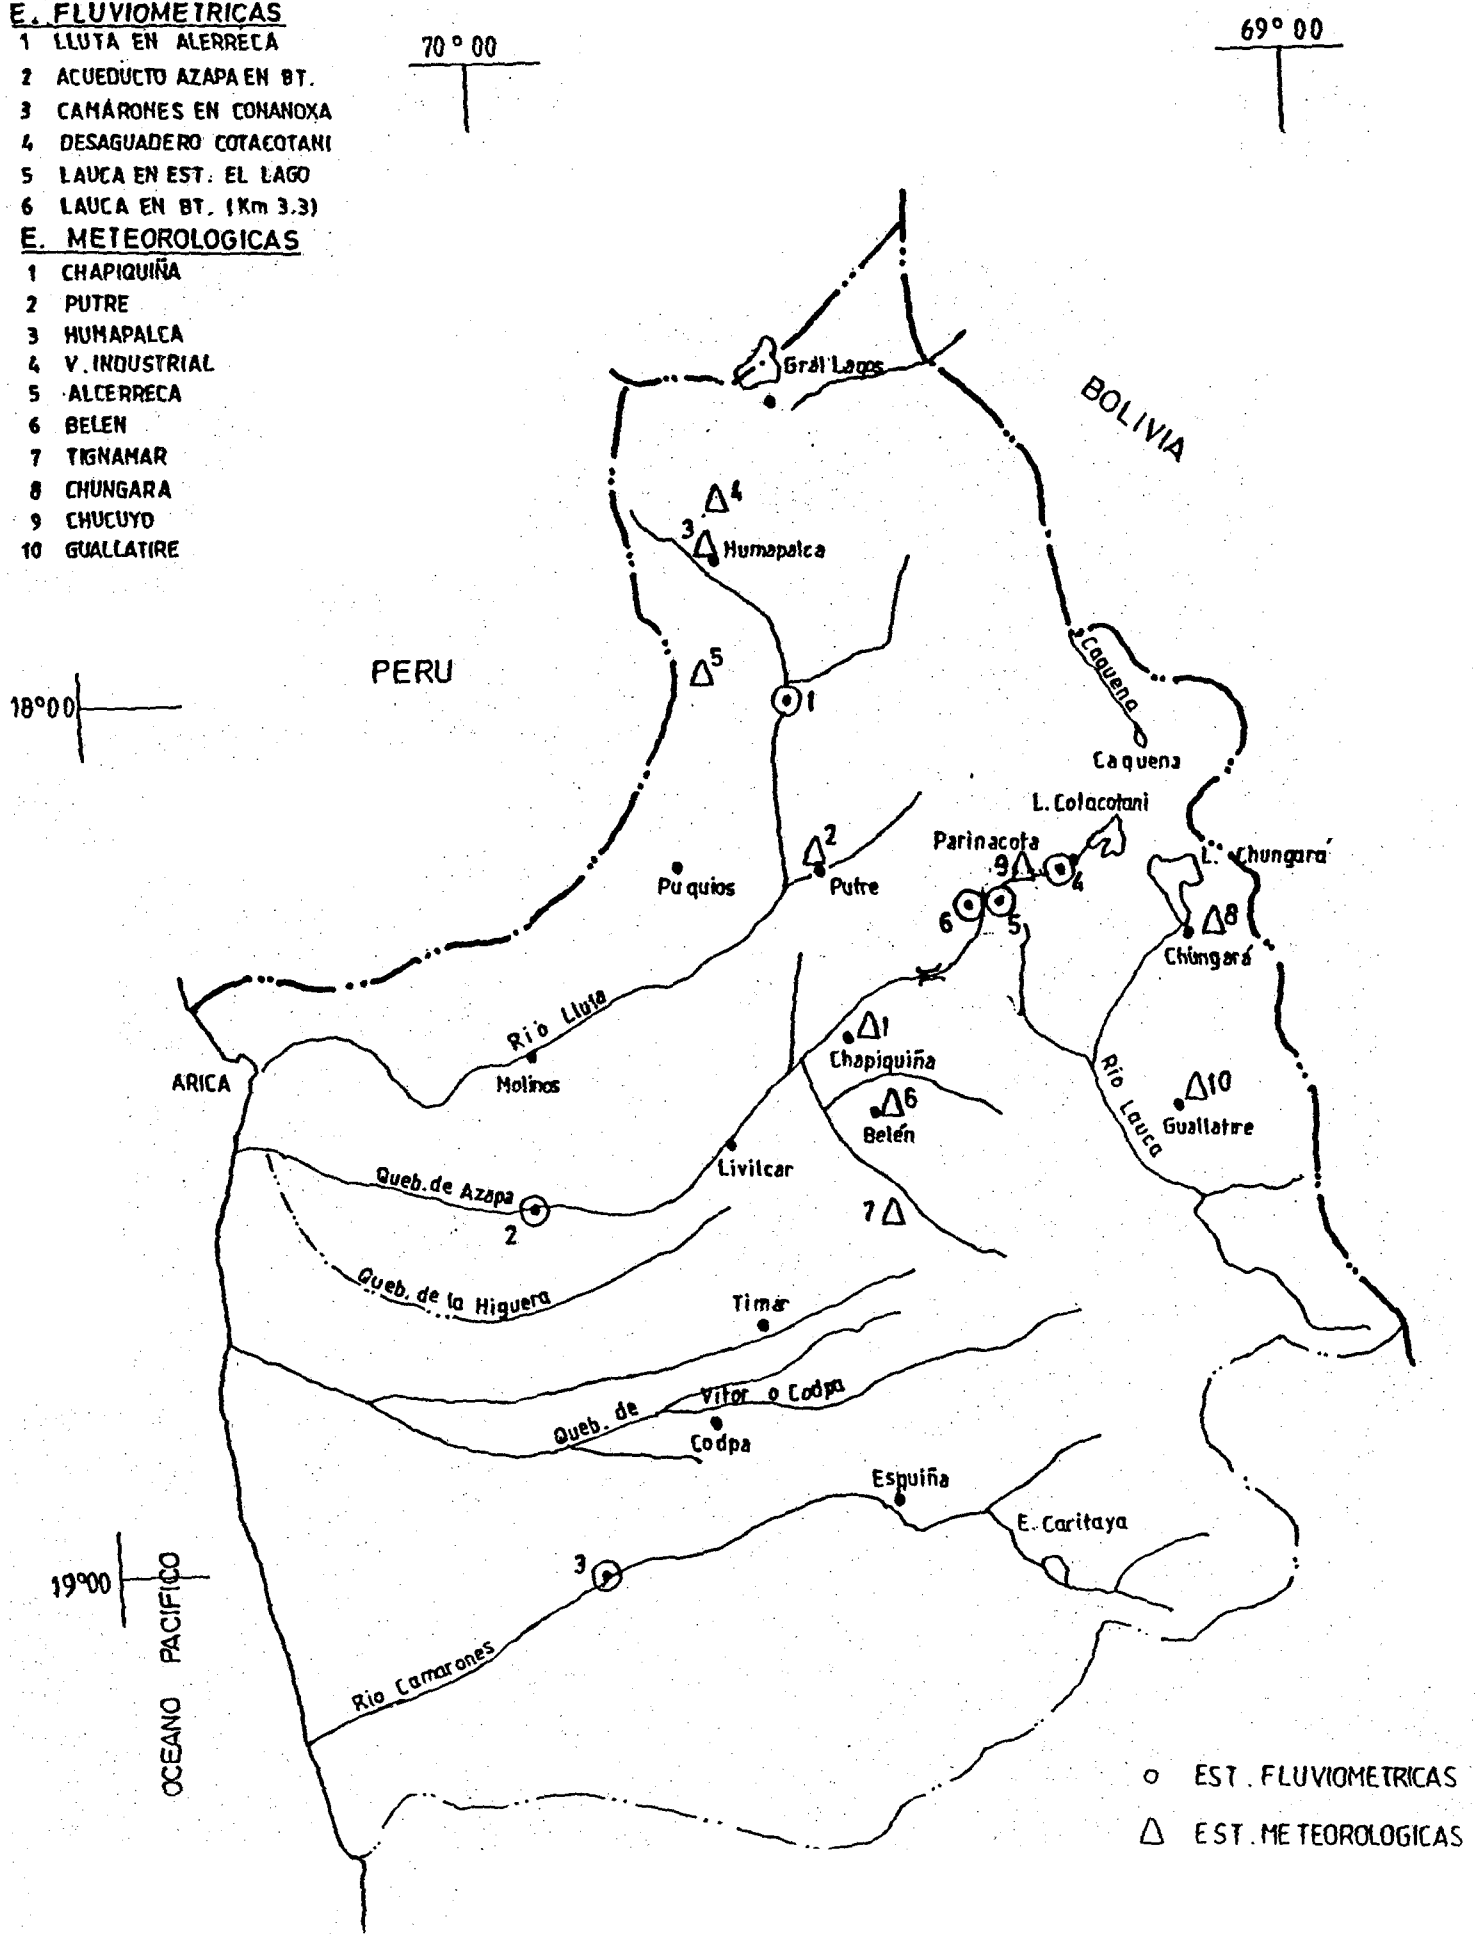 E. FLUVIOMETRICAS
1 LLUTA EN ALERRECA
2 ACUEDUCTO AZAPA EN BT.
3 CAMARONES EN CONANOXA
4 DESAGUADERO COTACOTANI
5 LAUCA EN EST. EL LAGO
6 LAUCA EN BT. (Km 3.3)
E. METEOROLOGICAS
1 CHAPIQUIÑA
2 PUTRE
3 HUMAPALCA
4 V. INDUSTRIAL
5 ALCERRECA
6 BELEN
7 TIGNAMAR
8 CHUNGARA
9 CHUCUYO
10 GUALLATIRE
70° 00
69° 00
Gral Lagos
BOLIVIA
4
3
Humapalca
PERU
5
18°00
1
Caquena
Caquena
L. Cotacotani
Parinacota
L. Chungará
2
9
4
Puquios
Putre
6
5
8
Chungará
Rio Lluta
Molinos
ARICA
1
Chapiquiña
6
Belén
Rio Lauca
10
Guallatire
Livilcar
Queb. de Azapa
2
7
Queb. de la Higuera
Timar
Queb. de Vitor o Codpa
Codpa
Esquiña
E. Caritaya
3
19°00
OCEANO PACIFICO
Rio Camarones
EST. FLUVIOMETRICAS
EST. METEOROLOGICAS